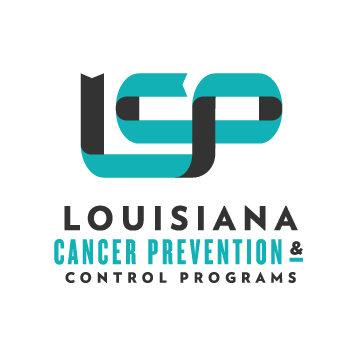 LCP
LOUISIANA
CANCER PREVENTION &
CONTROL PROGRAMS